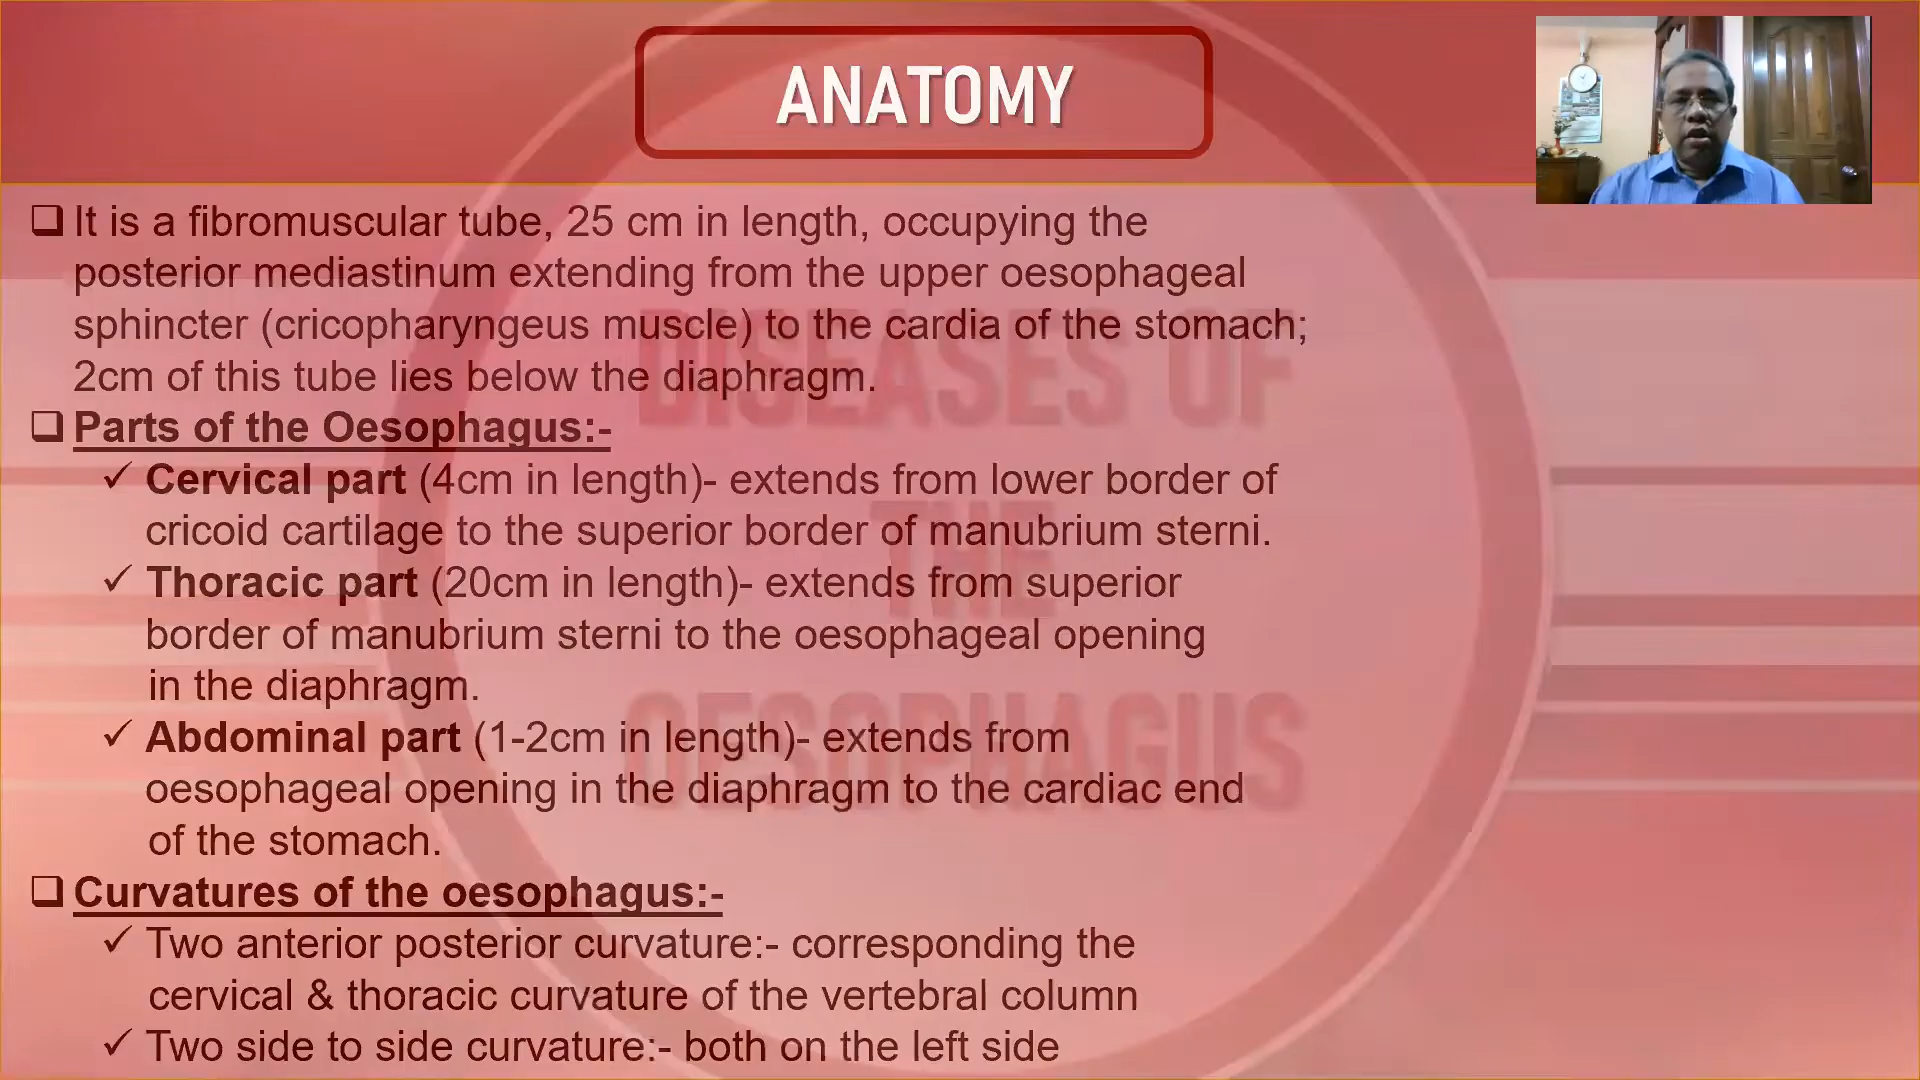 ANATOMY
❑ It is a fibromuscular tube, 25 cm in length, occupying the
posterior mediastinum extending from the upper oesophageal
sphincter (cricopharyngeus muscle) to the cardia of the stomach;
2cm of this tube lies below the diaphragm.
❑ Parts of the Oesophagus:-
✓ Cervical part (4cm in length)- extends from lower border of
cricoid cartilage to the superior border of manubrium sterni.
✓ Thoracic part (20cm in length)- extends from superior
border of manubrium sterni to the oesophageal opening
in the diaphragm.
✓ Abdominal part (1-2cm in length)- extends from
oesophageal opening in the diaphragm to the cardiac end
of the stomach.
❑ Curvatures of the oesophagus:-
✓ Two anterior posterior curvature:- corresponding the
cervical & thoracic curvature of the vertebral column
✓ Two side to side curvature:- both on the left side
DISEASES OF
THE
OESOPHAGUS